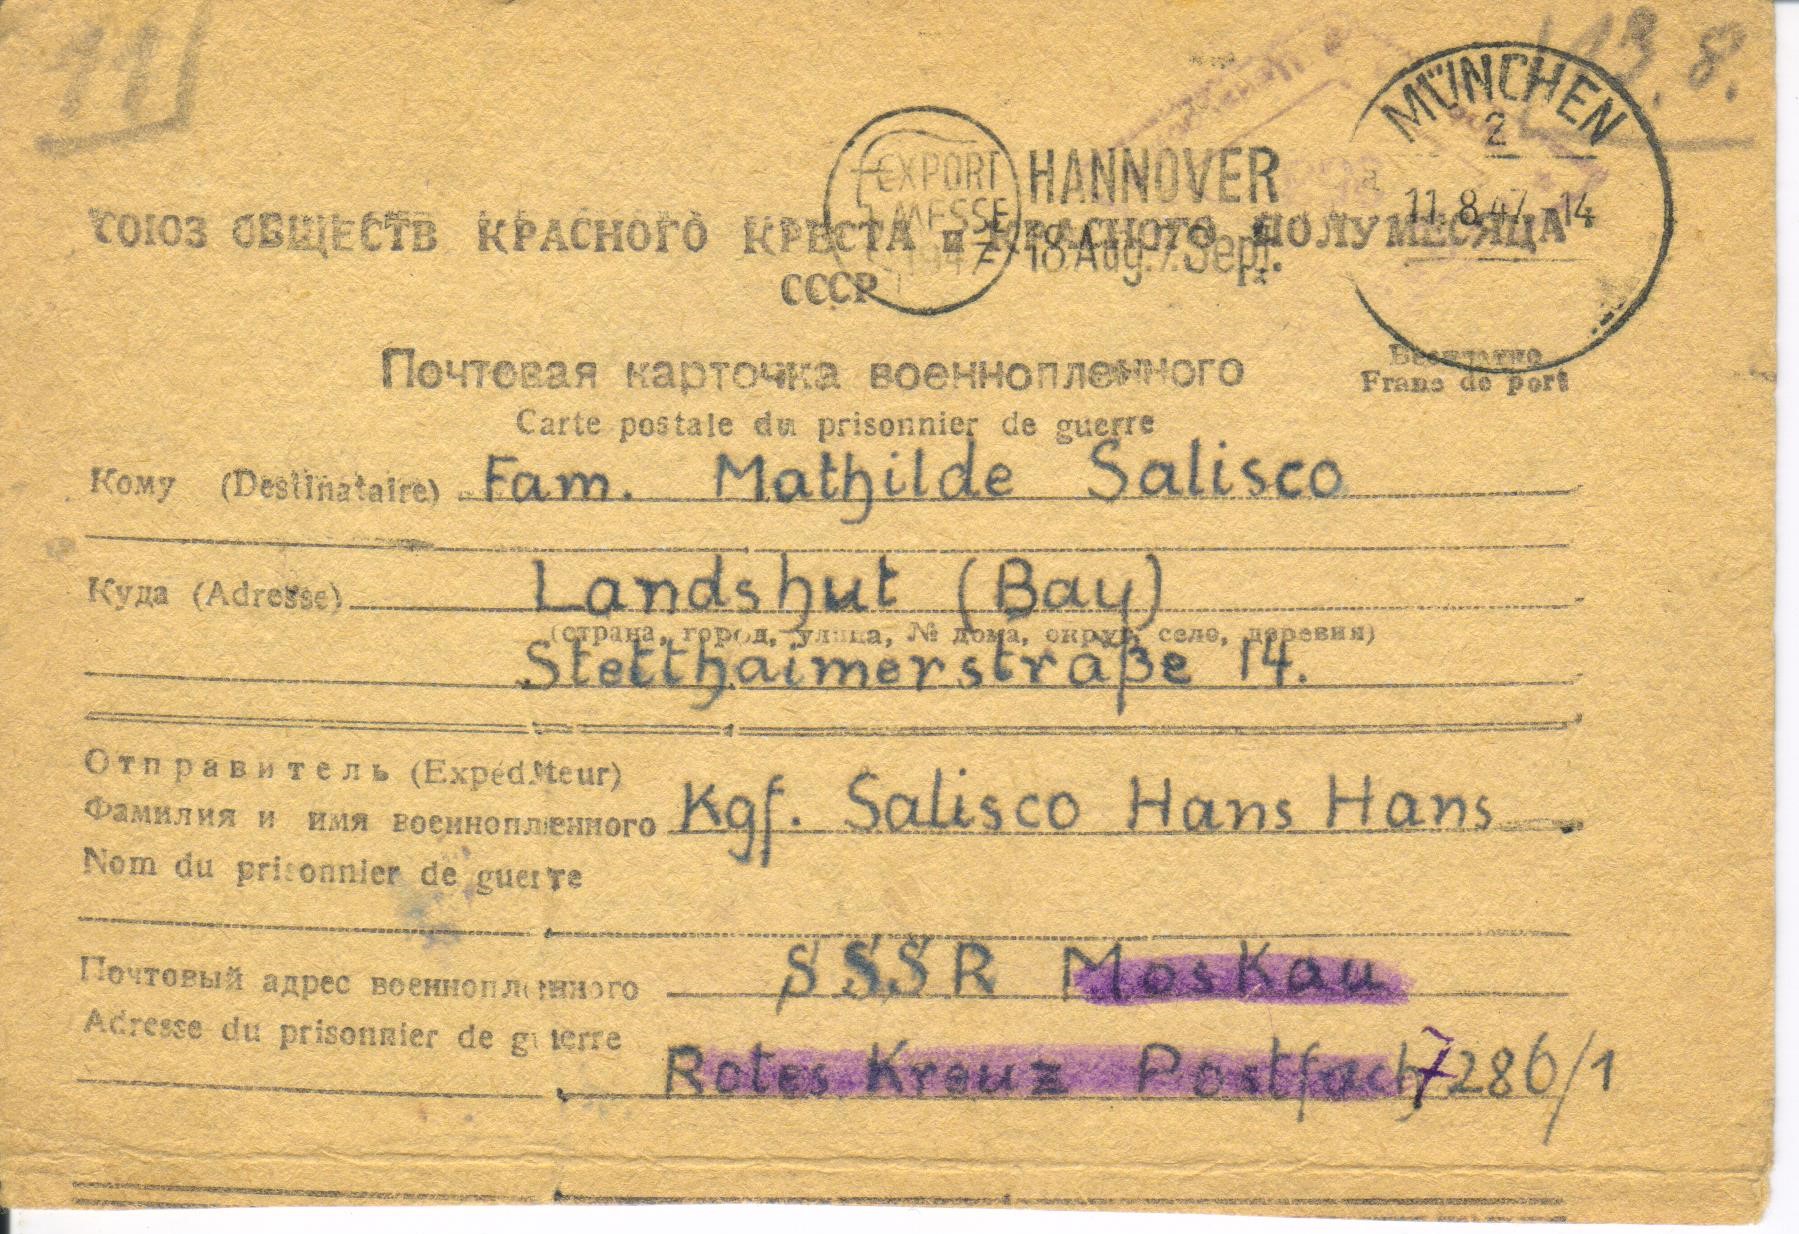 11
13.8.
MÜNCHEN
2
a 11.8.47.-14
EXPORT
MESSE
1947
HANNOVER
18.Aug.7.Sept.
СОЮЗ ОБЩЕСТВ КРАСНОГО КРЕСТА и КРАСНОГО ПОЛУМЕСЯЦА
СССР
Почтовая карточка военнопленного
Бесплатно
Carte postale du prisonnier de guerre
Franc de port
Кому (Destinataire) Fam. Mathilde Salisco
Куда (Adresse) Landshut (Bay)
(страна, город, улица, № дома, округ, село, деревня)
Stetthaimerstraße 14.
Отправитель (Expéditeur)
Фамилия и имя военнопленного Kgf. Salisco Hans Hans
Nom du prisonnier de guerre
Почтовый адрес военнопленного SSSR Moskau
Adresse du prisonnier de guerre
Rotes Kreuz Postfach 7286/1